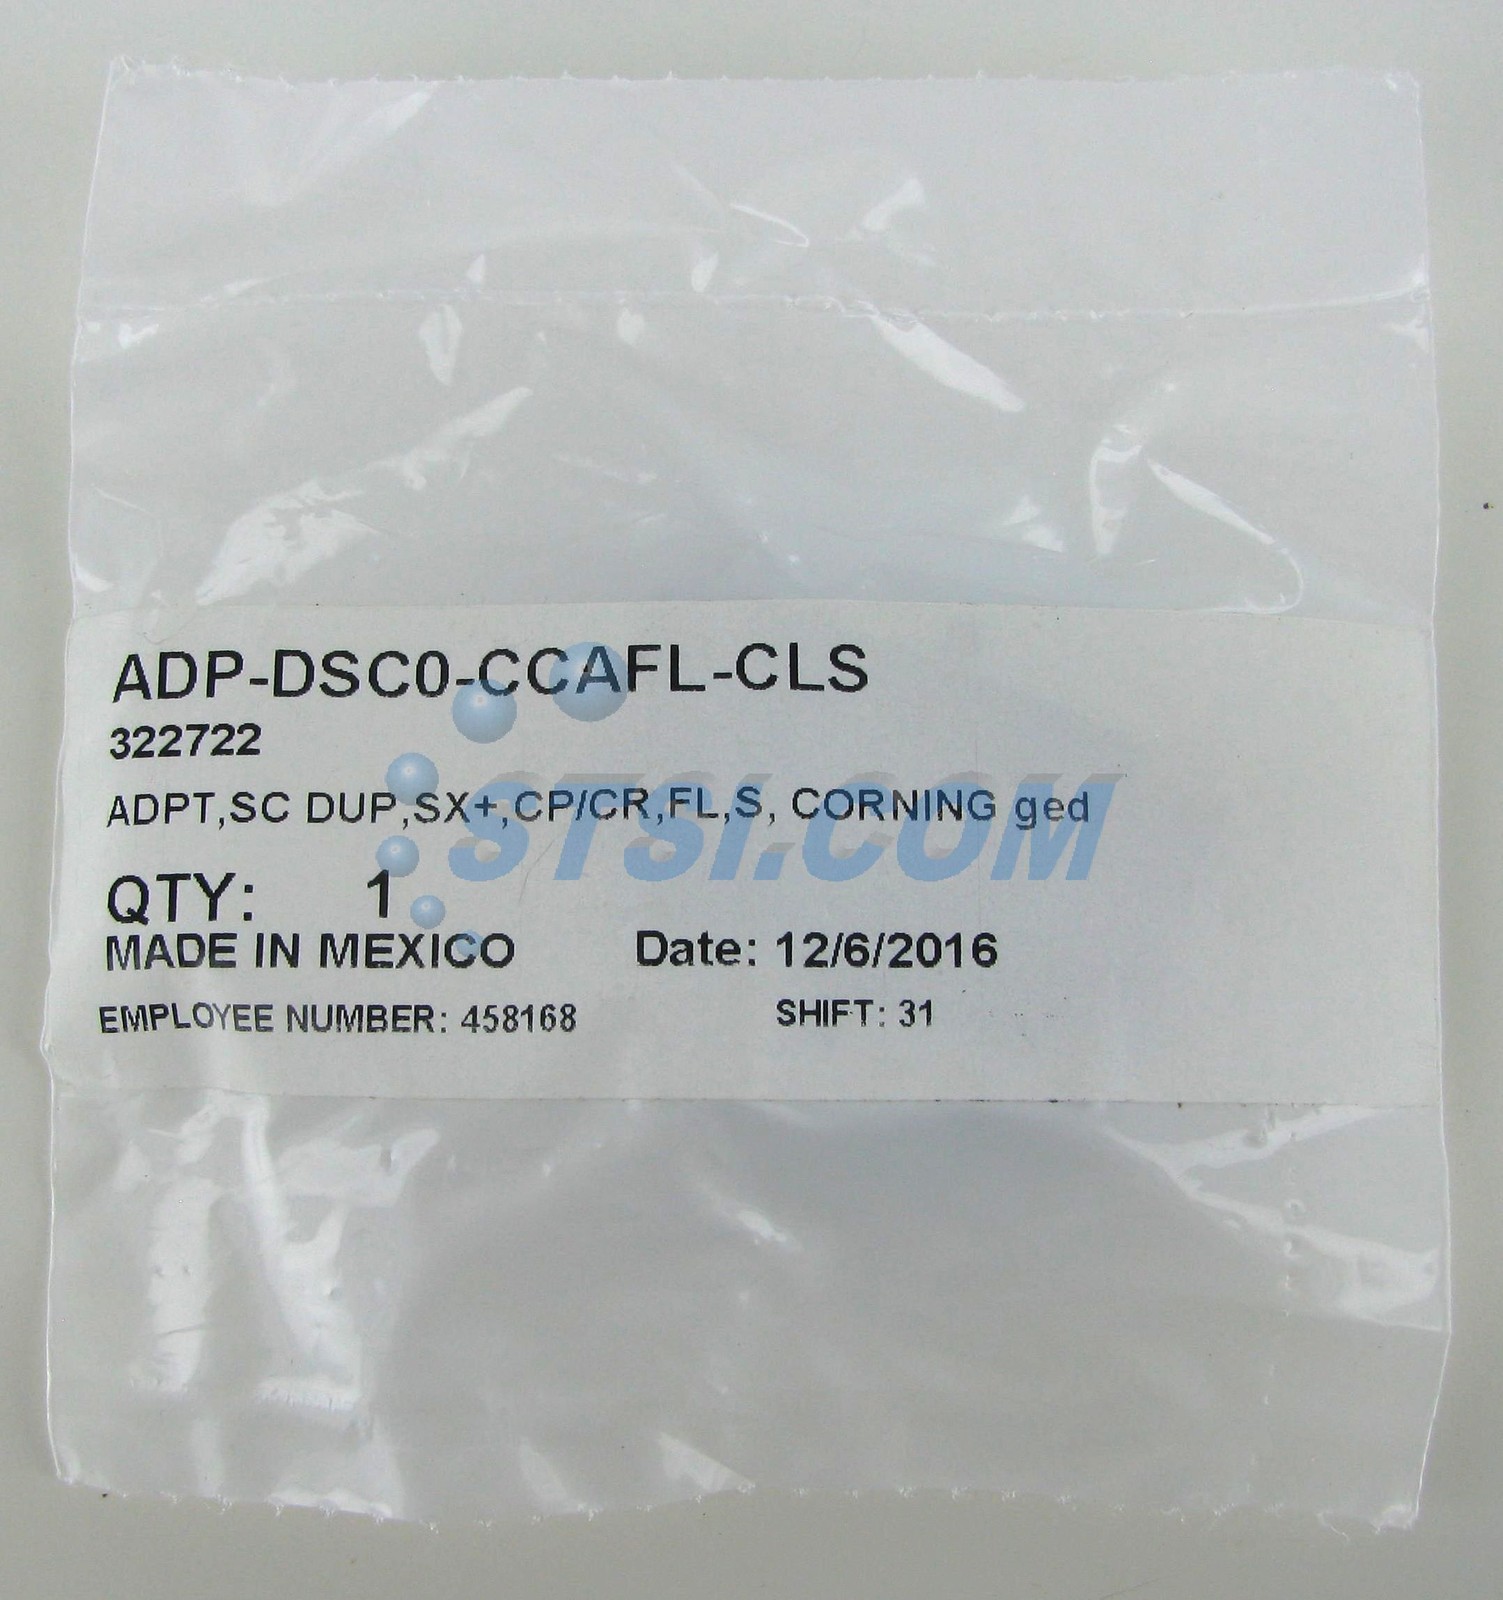 ADP-DSC0-CCAFL-CLS
322722
ADPT,SC DUP,SX+,CP/CR,FL,S, CORNING ged
STSI.COM
QTY: 1
MADE IN MEXICO Date: 12/6/2016
EMPLOYEE NUMBER: 458168 SHIFT: 31